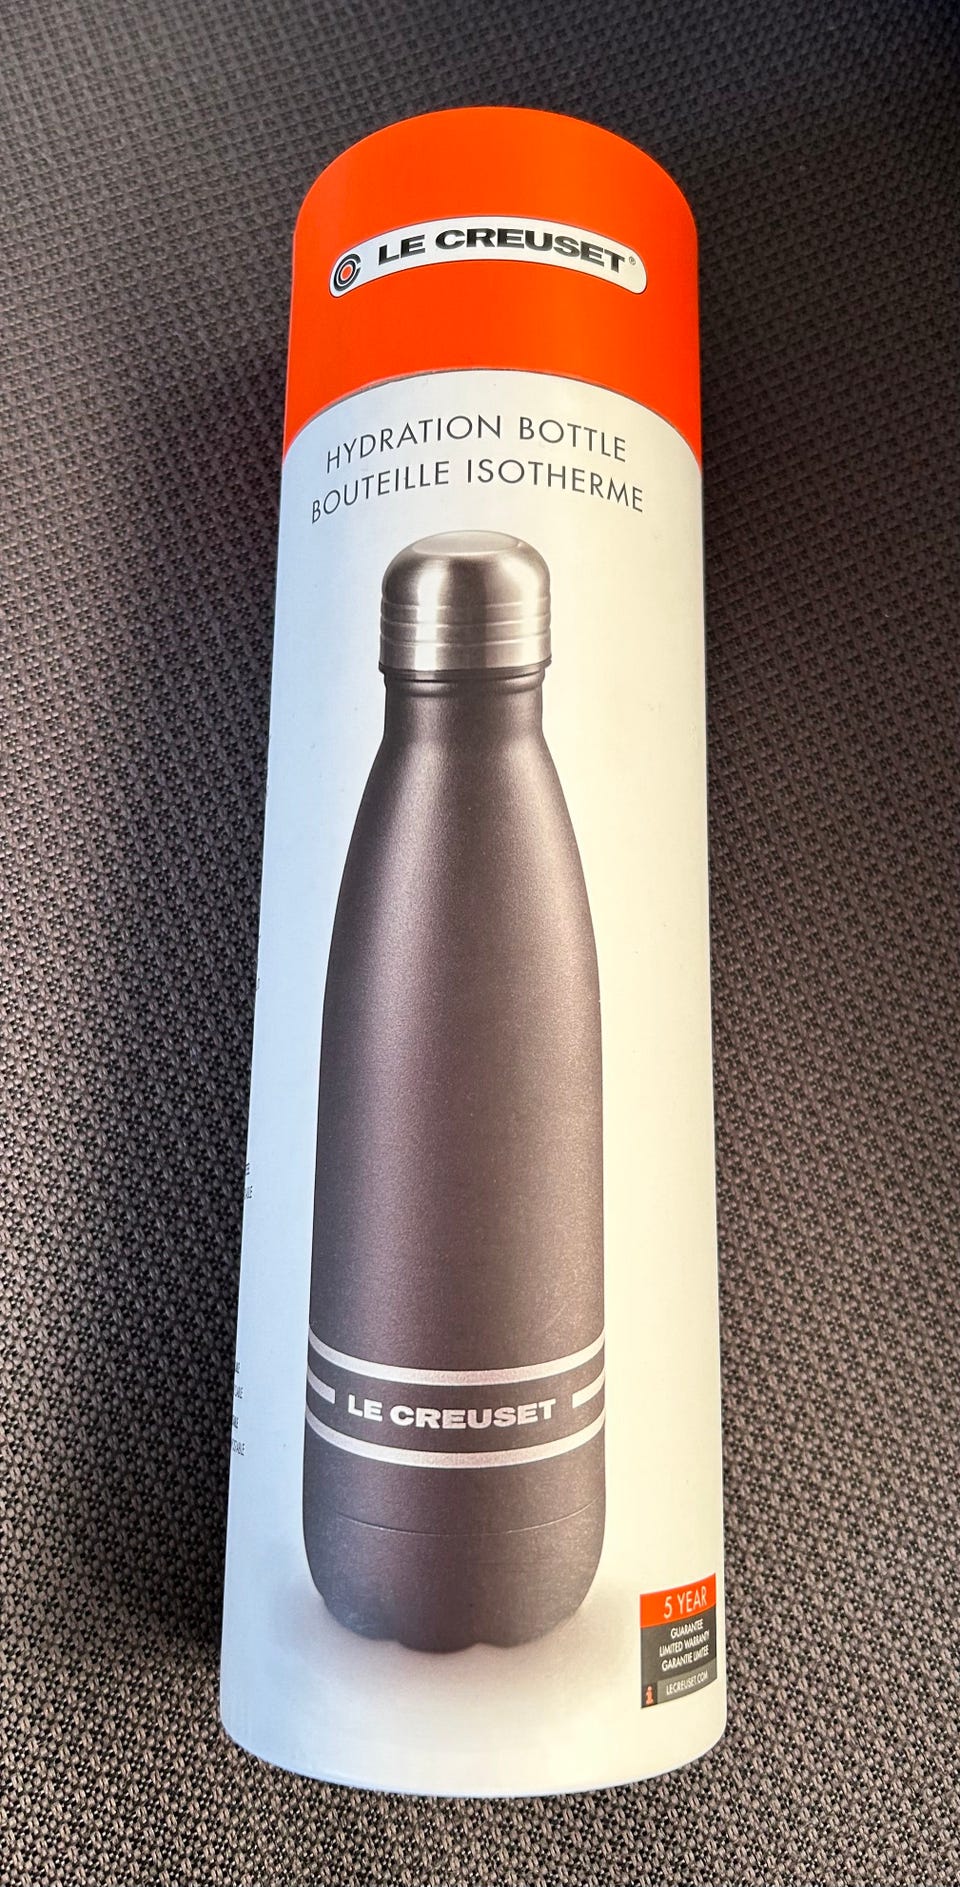 LE CREUSET®
HYDRATION BOTTLE
BOUTEILLE ISOTHERME
LE CREUSET
5 YEAR
GUARANTEE
LIMITED WARRANTY
GARANTIE LIMITÉE
LECREUSET.COM